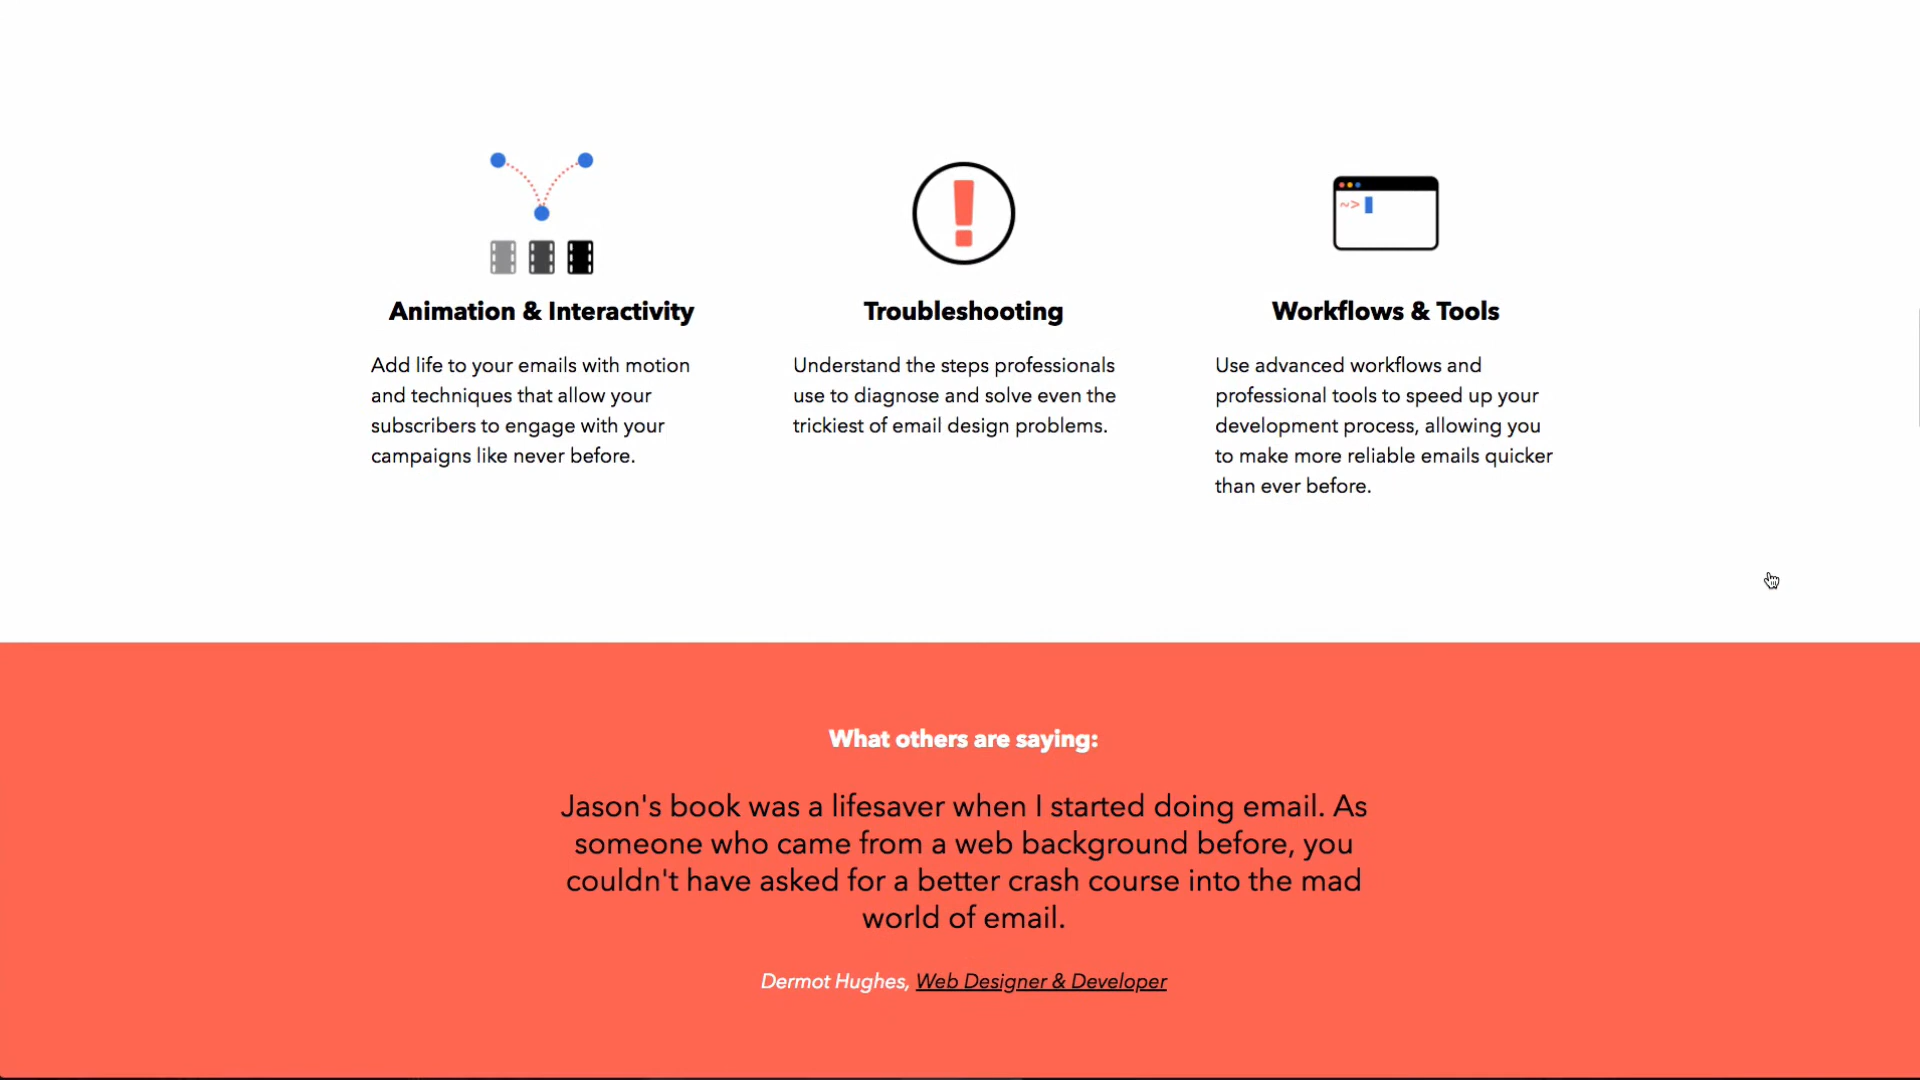 Animation & Interactivity
Add life to your emails with motion
and techniques that allow your
subscribers to engage with your
campaigns like never before.
Troubleshooting
Understand the steps professionals
use to diagnose and solve even the
trickiest of email design problems.
~>
Workflows & Tools
Use advanced workflows and
professional tools to speed up your
development process, allowing you
to make more reliable emails quicker
than ever before.
What others are saying:
Jason's book was a lifesaver when I started doing email. As
someone who came from a web background before, you
couldn't have asked for a better crash course into the mad
world of email.
Dermot Hughes, Web Designer & Developer